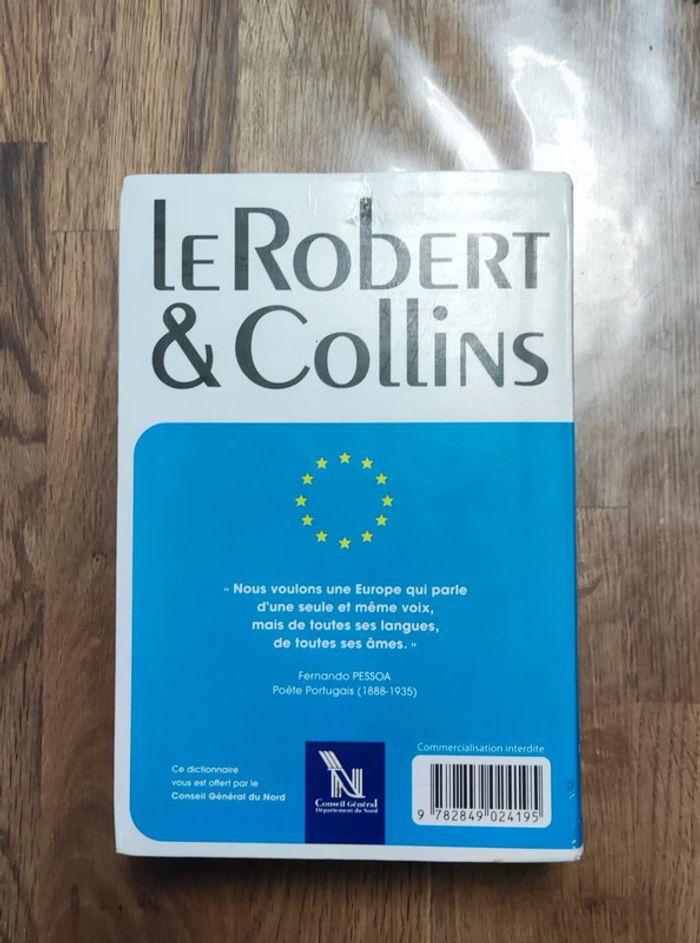 lE RobERT
& CollINS
" Nous voulons une Europe qui parle
d'une seule et même voix,
mais de toutes ses langues,
de toutes ses âmes. "
Fernando PESSOA
Poète Portugais (1888-1935)
Ce dictionnaire
vous est offert par le
Conseil Général du Nord
N
Conseil Général
Département du Nord
Commercialisation interdite
9 782849 024195